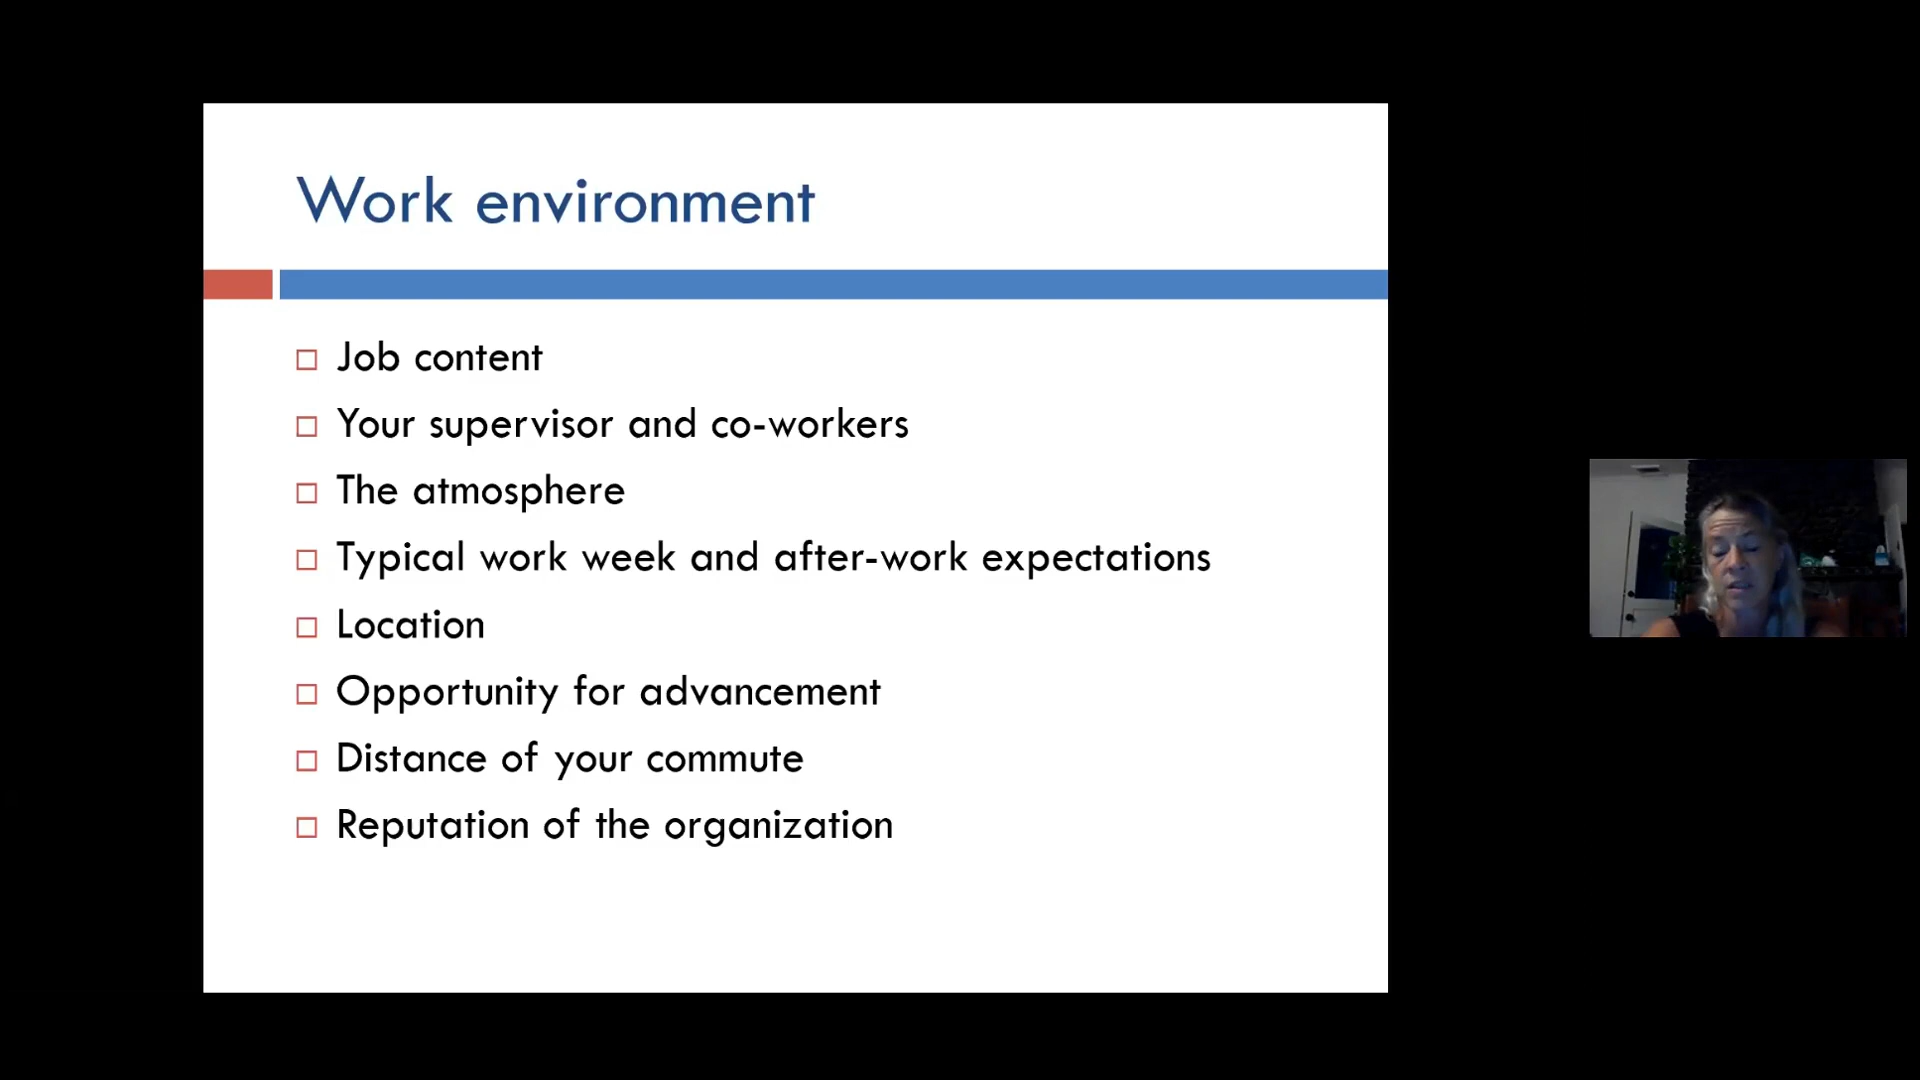 Work environment
Job content
Your supervisor and co-workers
The atmosphere
Typical work week and after-work expectations
Location
Opportunity for advancement
Distance of your commute
Reputation of the organization